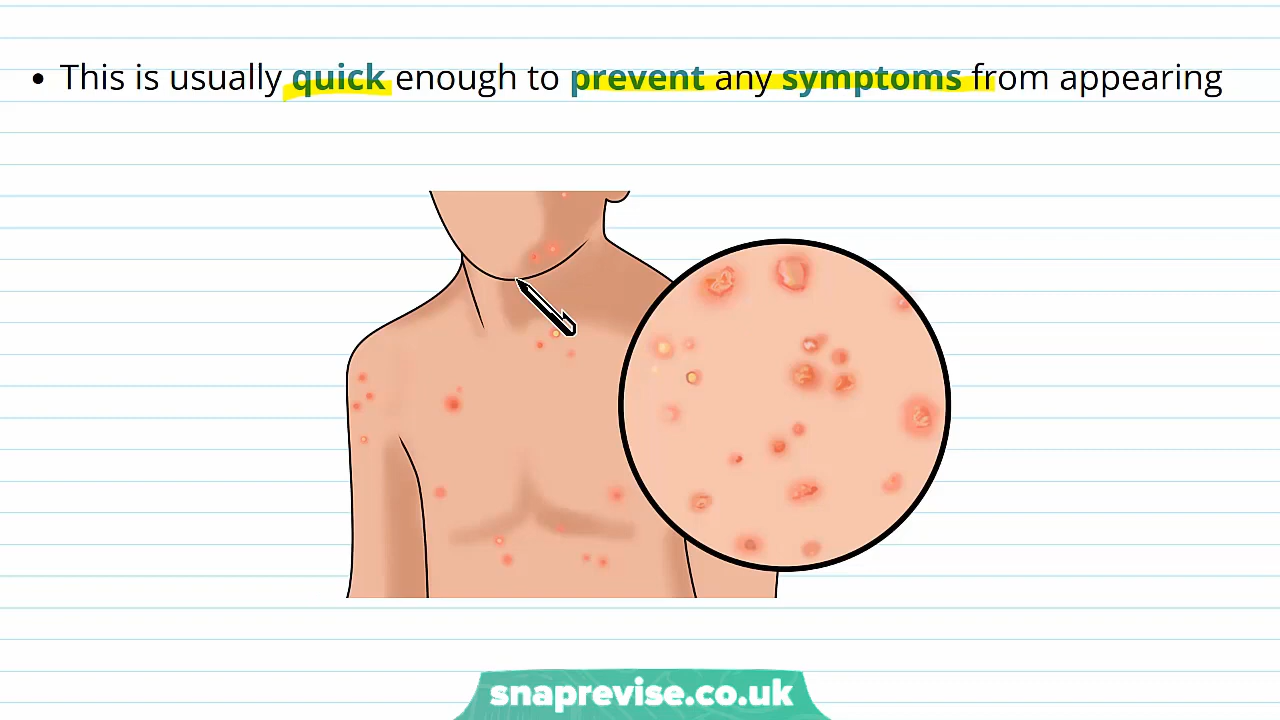 • This is usually quick enough to prevent any symptoms from appearing
snaprevise.co.uk